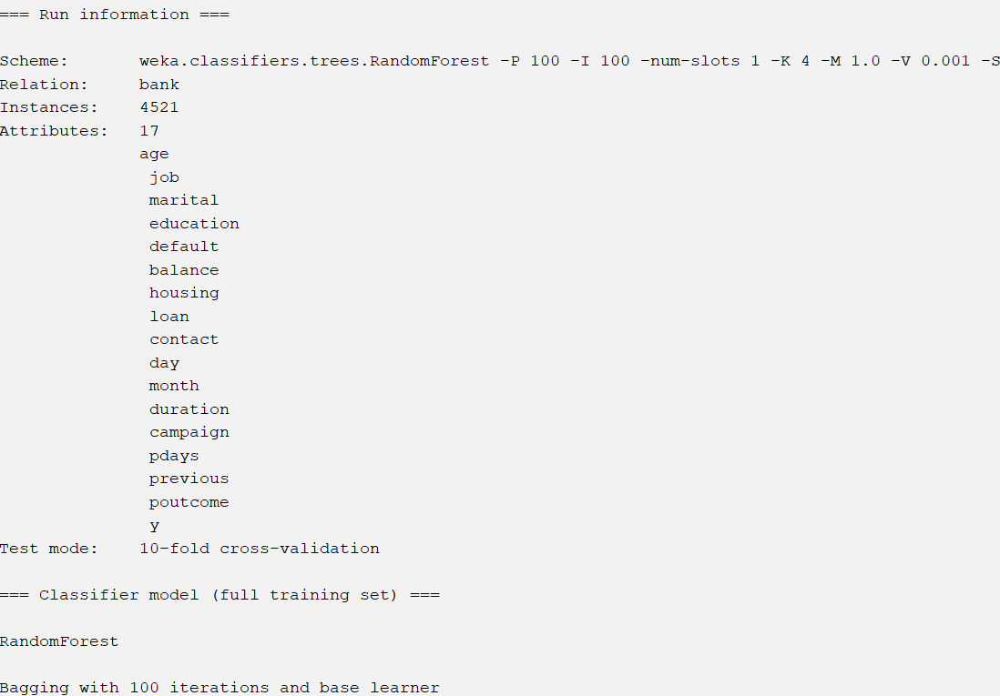 === Run information ===
Scheme: weka.classifiers.trees.RandomForest -P 100 -I 100 -num-slots 1 -K 4 -M 1.0 -V 0.001 -S
Relation: bank
Instances: 4521
Attributes: 17
age
job
marital
education
default
balance
housing
loan
contact
day
month
duration
campaign
pdays
previous
poutcome
y
Test mode: 10-fold cross-validation
=== Classifier model (full training set) ===
RandomForest
Bagging with 100 iterations and base learner